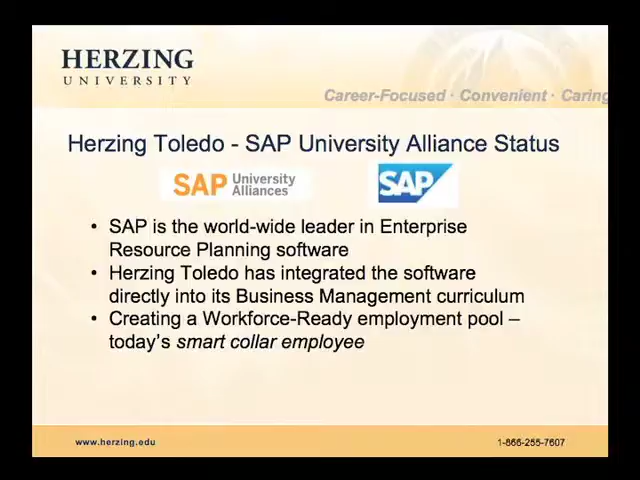 HERZING
UNIVERSITY
Career-Focused · Convenient · Caring
Herzing Toledo - SAP University Alliance Status
SAP University Alliances
SAP
• SAP is the world-wide leader in Enterprise
Resource Planning software
• Herzing Toledo has integrated the software
directly into its Business Management curriculum
• Creating a Workforce-Ready employment pool –
today's smart collar employee
www.herzing.edu
1-866-255-7607